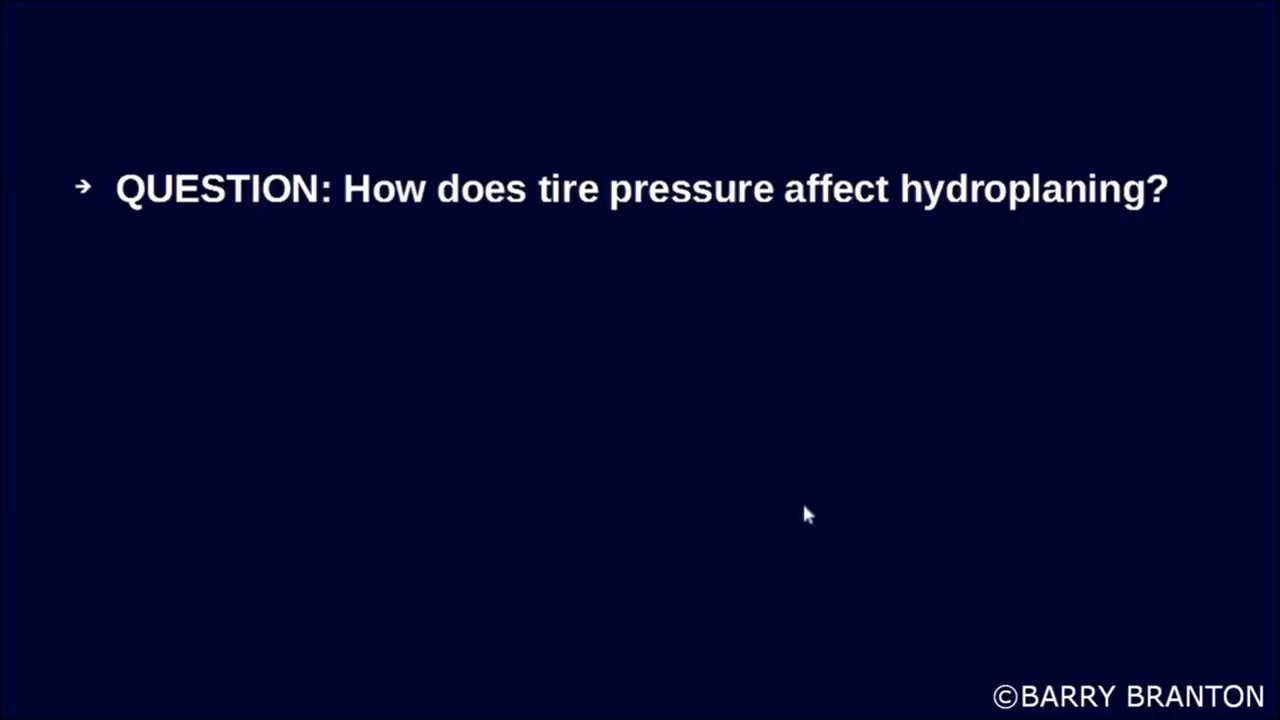 ➔ QUESTION: How does tire pressure affect hydroplaning?
©BARRY BRANTON